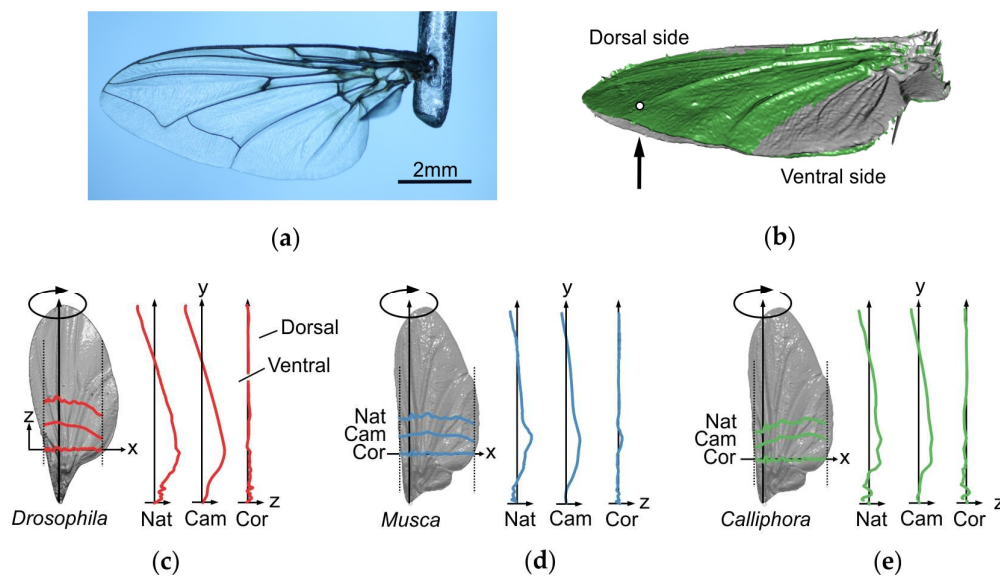 2mm
(a)
Dorsal side
Ventral side
(b)
y
Dorsal
Ventral
z
x
z
Drosophila
Nat
Cam
Cor
(c)
y
Nat
Cam
Cor
x
z
Musca
Nat
Cam
Cor
(d)
y
Nat
Cam
Cor
x
z
Calliphora
Nat
Cam
Cor
(e)